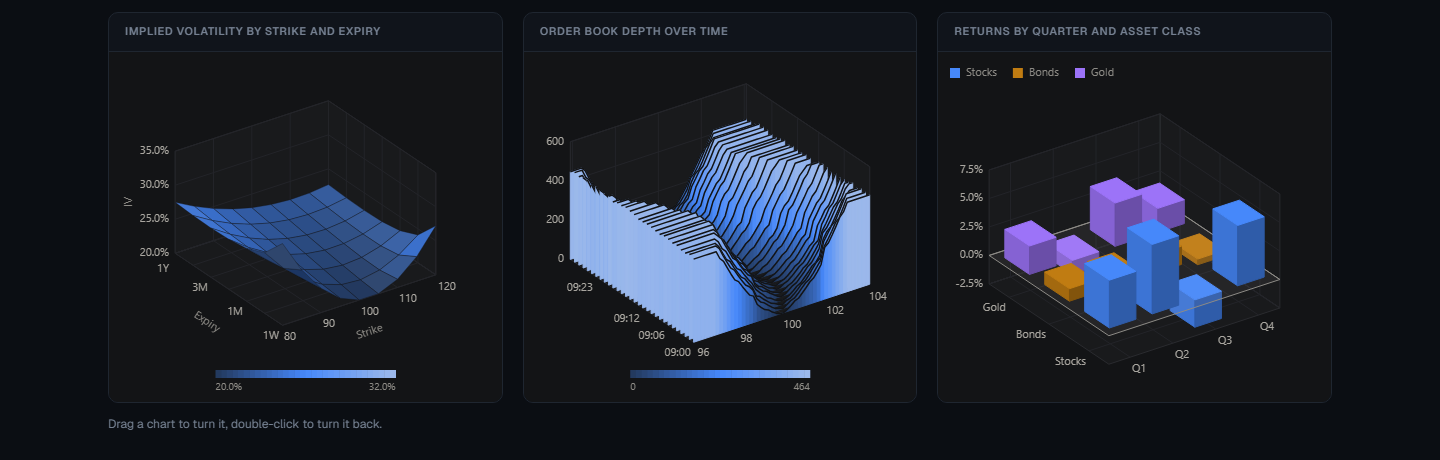 IMPLIED VOLATILITY BY STRIKE AND EXPIRY
35.0%
30.0%
IV
25.0%
20.0%
1Y
3M
1M
1W
Expiry
80
90
100
110
120
Strike
20.0%
32.0%
ORDER BOOK DEPTH OVER TIME
600
400
200
0
09:23
09:12
09:06
09:00
96
98
100
102
104
0
464
RETURNS BY QUARTER AND ASSET CLASS
Stocks
Bonds
Gold
7.5%
5.0%
2.5%
0.0%
-2.5%
Gold
Bonds
Stocks
Q1
Q2
Q3
Q4
Drag a chart to turn it, double-click to turn it back.